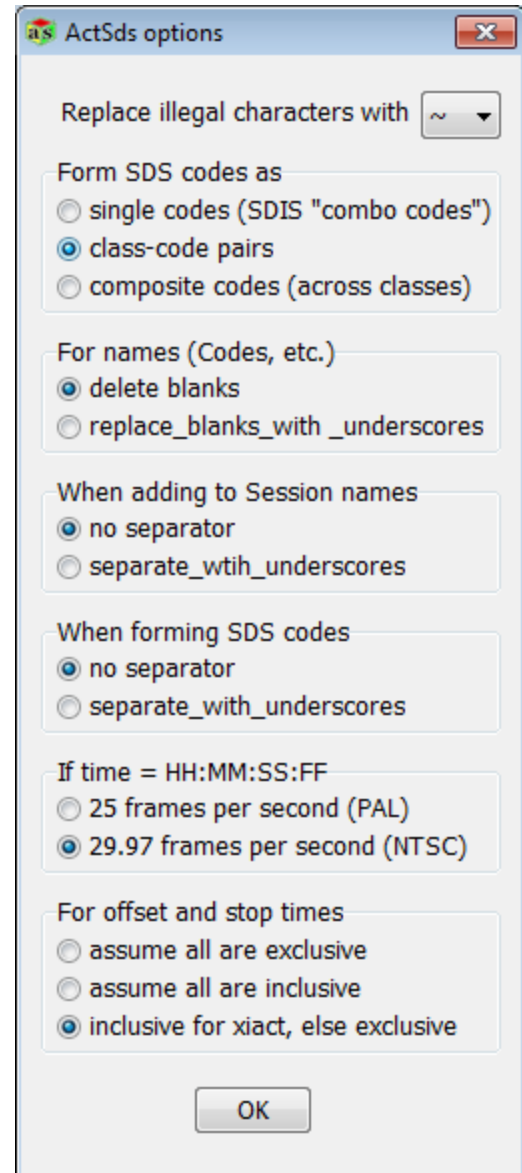 as ActSds options
Replace illegal characters with ~
Form SDS codes as
single codes (SDIS "combo codes")
class-code pairs
composite codes (across classes)
For names (Codes, etc.)
delete blanks
replace_blanks_with _underscores
When adding to Session names
no separator
separate_wtih_underscores
When forming SDS codes
no separator
separate_with_underscores
If time = HH:MM:SS:FF
25 frames per second (PAL)
29.97 frames per second (NTSC)
For offset and stop times
assume all are exclusive
assume all are inclusive
inclusive for xiact, else exclusive
OK